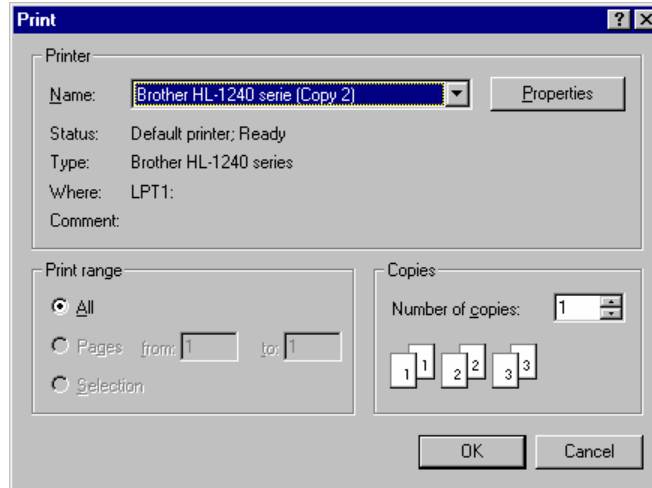 Print
Printer
Name: Brother HL-1240 serie (Copy 2) Properties
Status: Default printer; Ready
Type: Brother HL-1240 series
Where: LPT1:
Comment:
Print range
All
Pages from: 1 to: 1
Selection
Copies
Number of copies: 1
1 1 2 2 3 3
OK Cancel